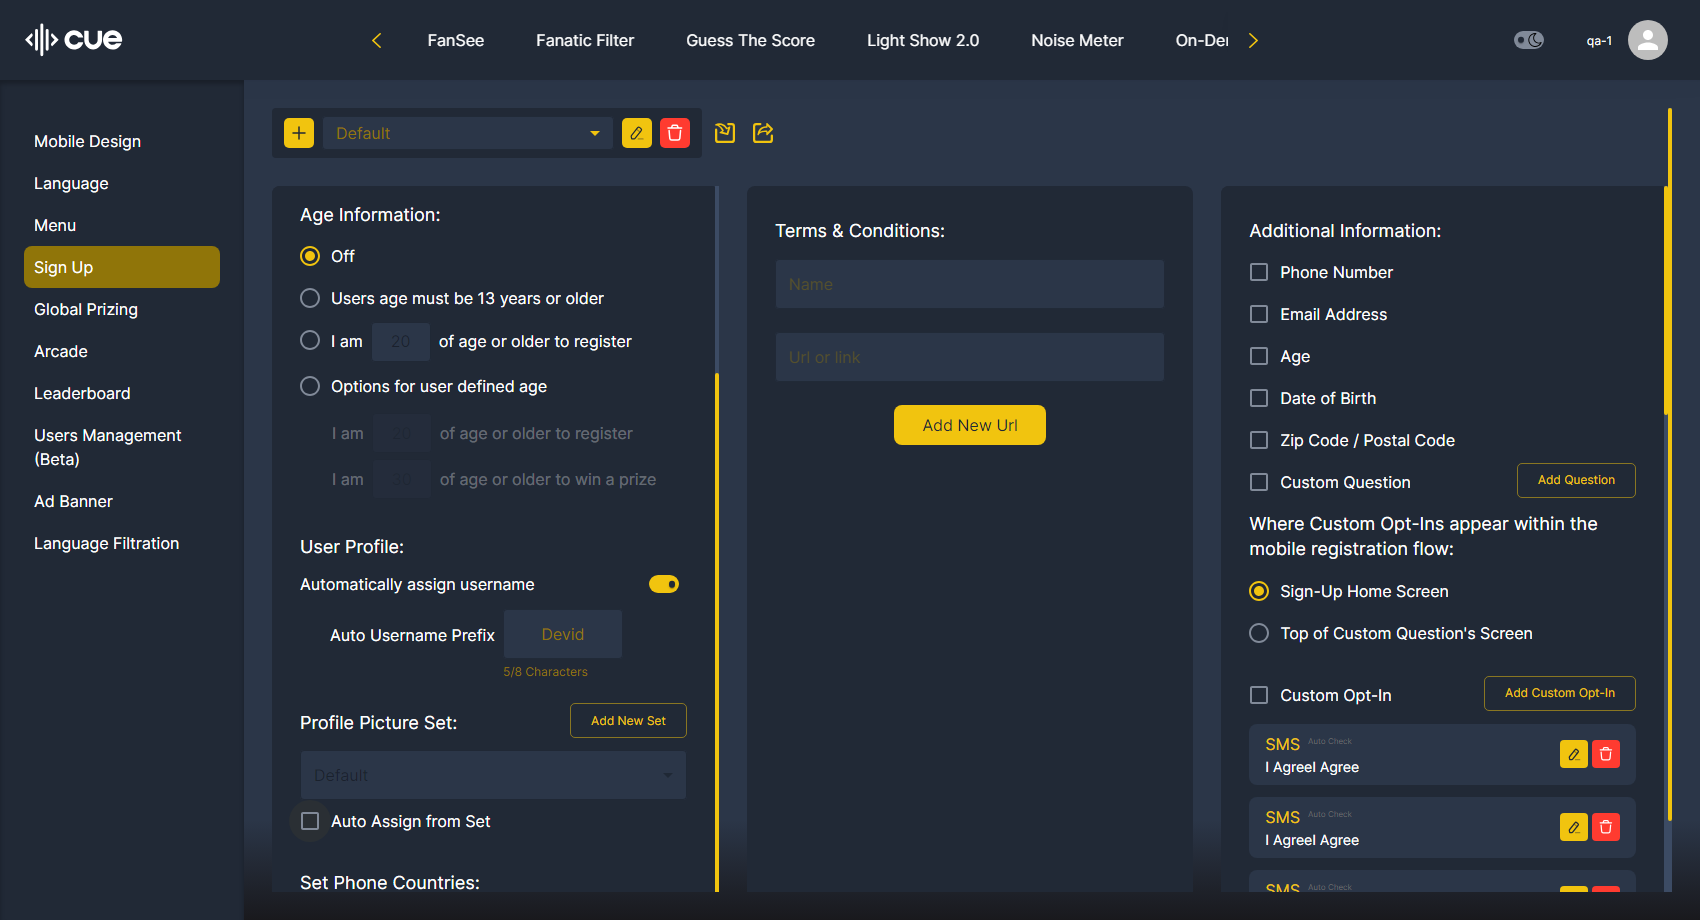 cue
FanSee
Fanatic Filter
Guess The Score
Light Show 2.0
Noise Meter
On-Der
qa-1
Mobile Design
Language
Menu
Sign Up
Global Prizing
Arcade
Leaderboard
Users Management
(Beta)
Ad Banner
Language Filtration
Default
Age Information:
Off
Users age must be 13 years or older
I am 20 of age or older to register
Options for user defined age
I am 20 of age or older to register
I am 30 of age or older to win a prize
User Profile:
Automatically assign username
Auto Username Prefix Devid
5/8 Characters
Profile Picture Set:
Add New Set
Default
Auto Assign from Set
Set Phone Countries:
Terms & Conditions:
Name
Url or link
Add New Url
Additional Information:
Phone Number
Email Address
Age
Date of Birth
Zip Code / Postal Code
Custom Question
Add Question
Where Custom Opt-Ins appear within the
mobile registration flow:
Sign-Up Home Screen
Top of Custom Question's Screen
Custom Opt-In
Add Custom Opt-In
SMS Auto Check
I AgreeI Agree
SMS Auto Check
I AgreeI Agree
SMS Auto Check